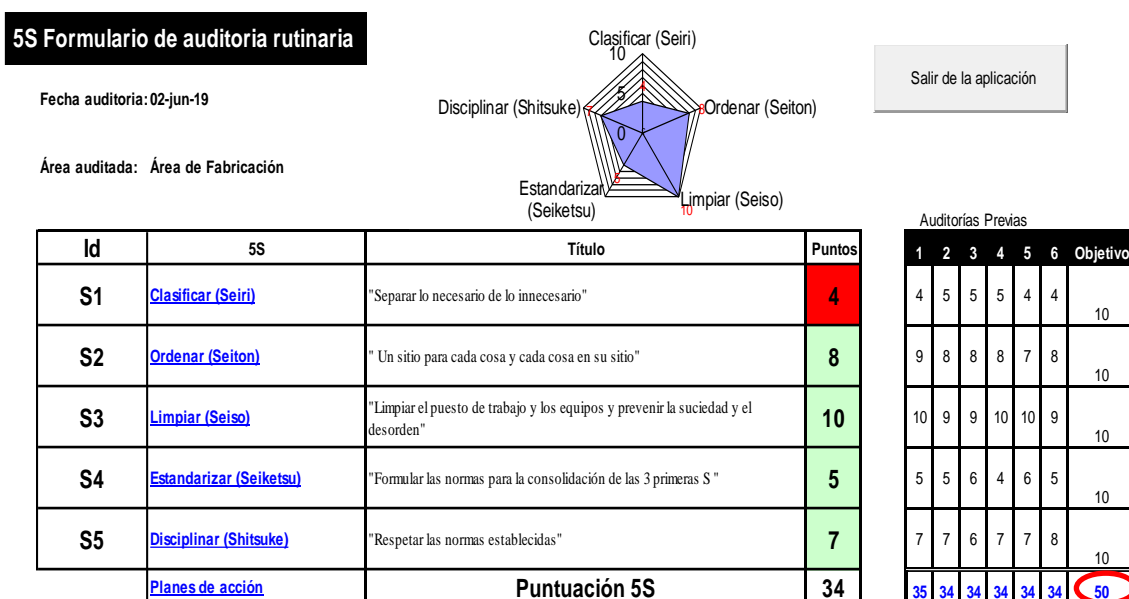 5S Formulario de auditoria rutinaria
Clasificar (Seiri)
10
4
5
0
Disciplinar (Shitsuke)
7
8
Ordenar (Seiton)
Estandarizar
(Seiketsu)
5
10
Limpiar (Seiso)
Salir de la aplicación
Fecha auditoria: 02-jun-19
Área auditada: Área de Fabricación
Auditorías Previas
Id 5S Título Puntos 1 2 3 4 5 6 Objetivo
S1 Clasificar (Seiri) "Separar lo necesario de lo innecesario" 4 4 5 5 5 4 4 10
S2 Ordenar (Seiton) " Un sitio para cada cosa y cada cosa en su sitio" 8 9 8 8 8 7 8 10
S3 Limpiar (Seiso) "Limpiar el puesto de trabajo y los equipos y prevenir la suciedad y el
desorden" 10 10 9 9 10 10 9 10
S4 Estandarizar (Seiketsu) "Formular las normas para la consolidación de las 3 primeras S " 5 5 5 6 4 6 5 10
S5 Disciplinar (Shitsuke) "Respetar las normas establecidas" 7 7 7 6 7 7 8 10
Planes de acción Puntuación 5S 34 35 34 34 34 34 34 50